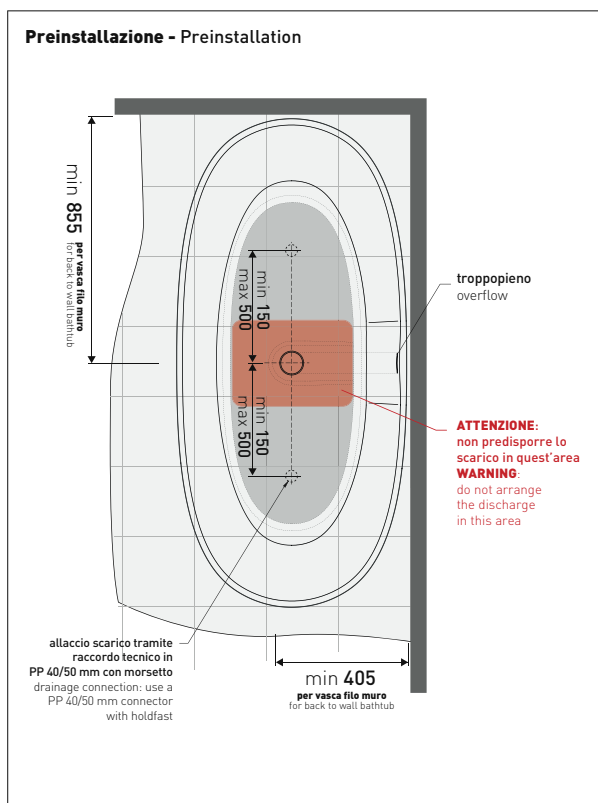 Preinstallazione - Preinstallation
min 855
per vasca filo muro
for back to wall bathtub
min 150
max 500
min 150
max 500
troppopieno
overflow
ATTENZIONE:
non predisporre lo
scarico in quest'area
WARNING:
do not arrange
the discharge
in this area
allaccio scarico tramite
raccordo tecnico in
PP 40/50 mm con morsetto
drainage connection: use a
PP 40/50 mm connector
with holdfast
min 405
per vasca filo muro
for back to wall bathtub